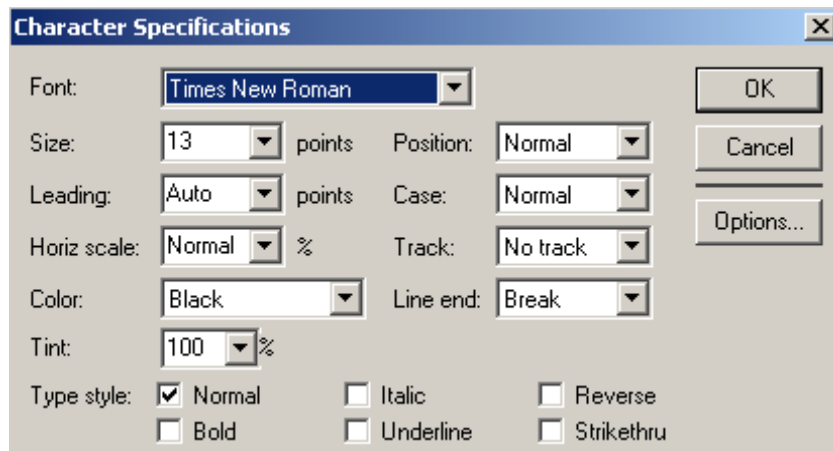 Character Specifications
Font: Times New Roman OK
Size: 13 points Position: Normal Cancel
Leading: Auto points Case: Normal
Options...
Horiz scale: Normal % Track: No track
Color: Black Line end: Break
Tint: 100 %
Type style: Normal Italic Reverse
Bold Underline Strikethru